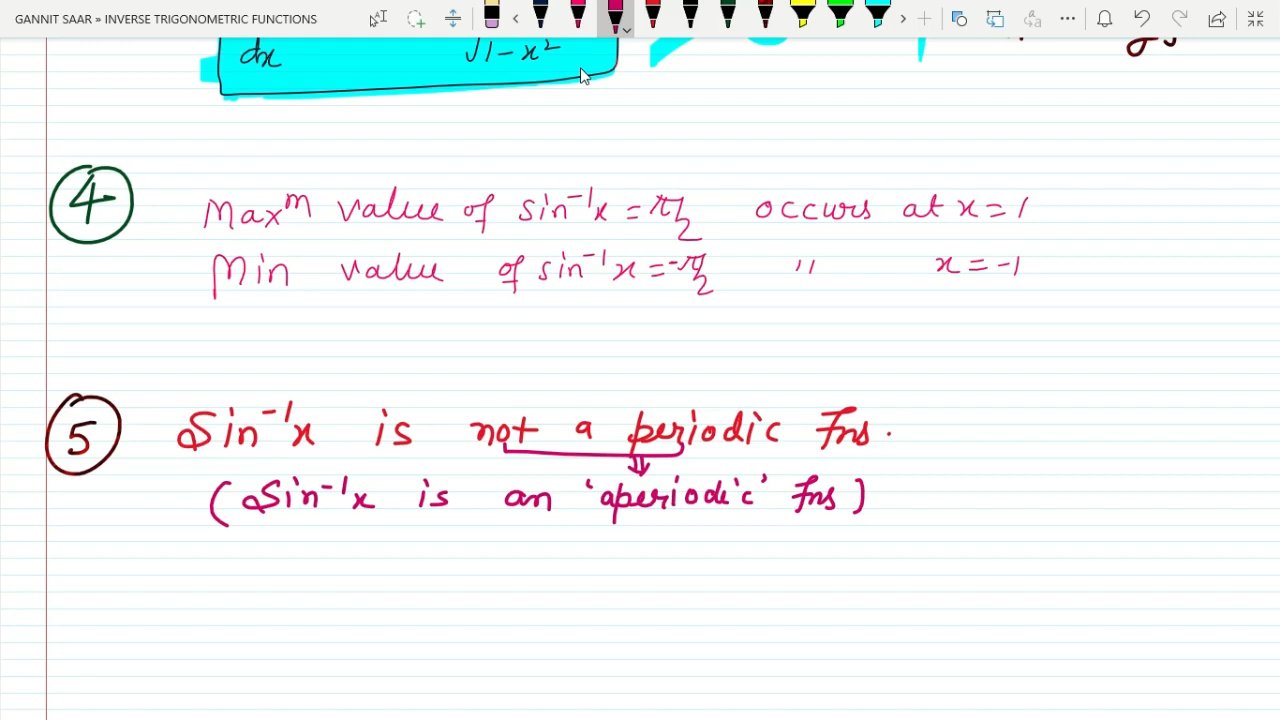 GANNIT SAAR » INVERSE TRIGONOMETRIC FUNCTIONS
dx √1-x²
4
Maxᵐ value of sin⁻¹x = π/2 occurs at x = 1
Min value of sin⁻¹x = -π/2 " x = -1
5
Sin⁻¹x is not a periodic fns.
(Sin⁻¹x is an 'aperiodic' fns)